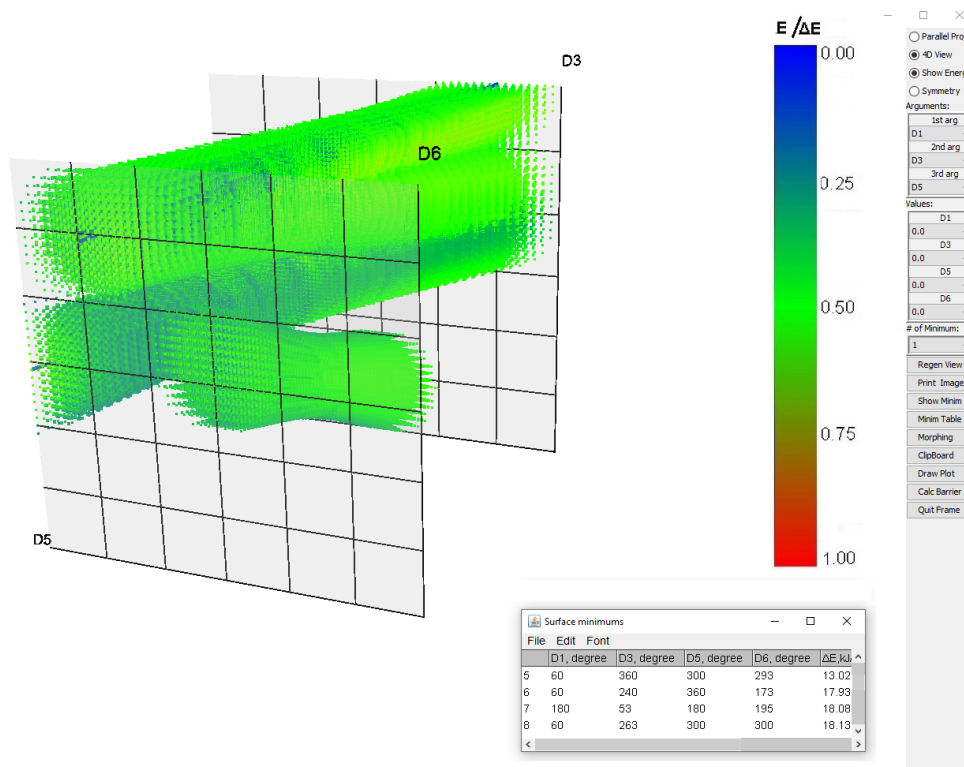 E /ΔE
0.00
0.25
0.50
0.75
1.00
D3
D6
D5
Parallel Proj
4D View
Show Energ
Symmetry
Arguments:
1st arg
D1
2nd arg
D3
3rd arg
D5
Values:
D1
0.0
D3
0.0
D5
0.0
D6
0.0
# of Minimum:
1
Regen View
Print Image
Show Minim
Minim Table
Morphing
ClipBoard
Draw Plot
Calc Barrier
Quit Frame
Surface minimums
File Edit Font
D1, degree D3, degree D5, degree D6, degree ΔE,kJ/
5 60 360 300 293 13.02
6 60 240 360 173 17.93
7 180 53 180 195 18.08
8 60 263 300 300 18.13